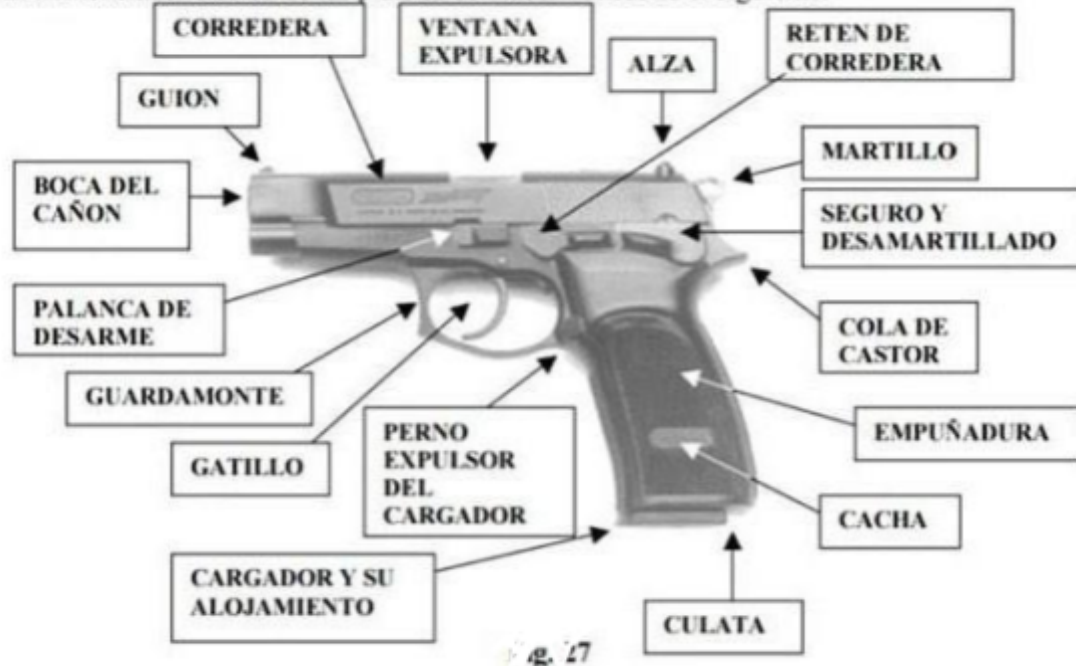 CORREDERA
VENTANA
EXPULSORA
RETEN DE
CORREDERA
ALZA
GUION
MARTILLO
BOCA DEL
CAÑON
SEGURO Y
DESAMARTILLADO
PALANCA DE
DESARME
COLA DE
CASTOR
GUARDAMONTE
PERNO
EXPULSOR
DEL
CARGADOR
EMPUÑADURA
GATILLO
CACHA
CARGADOR Y SU
ALOJAMIENTO
CULATA
27